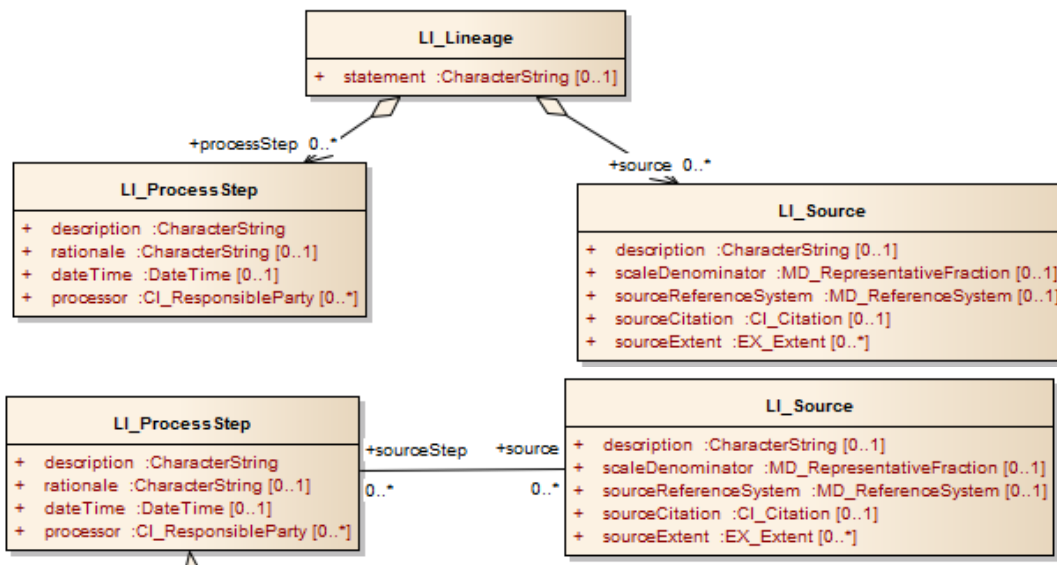 LI_Lineage
+ statement :CharacterString [0..1]
+processStep 0..*
+source 0..*
LI_ProcessStep
+ description :CharacterString
+ rationale :CharacterString [0..1]
+ dateTime :DateTime [0..1]
+ processor :CI_ResponsibleParty [0..*]
LI_Source
+ description :CharacterString [0..1]
+ scaleDenominator :MD_RepresentativeFraction [0..1]
+ sourceReferenceSystem :MD_ReferenceSystem [0..1]
+ sourceCitation :CI_Citation [0..1]
+ sourceExtent :EX_Extent [0..*]
LI_ProcessStep
+ description :CharacterString
+ rationale :CharacterString [0..1]
+ dateTime :DateTime [0..1]
+ processor :CI_ResponsibleParty [0..*]
+sourceStep +source
0..* 0..*
LI_Source
+ description :CharacterString [0..1]
+ scaleDenominator :MD_RepresentativeFraction [0..1]
+ sourceReferenceSystem :MD_ReferenceSystem [0..1]
+ sourceCitation :CI_Citation [0..1]
+ sourceExtent :EX_Extent [0..*]